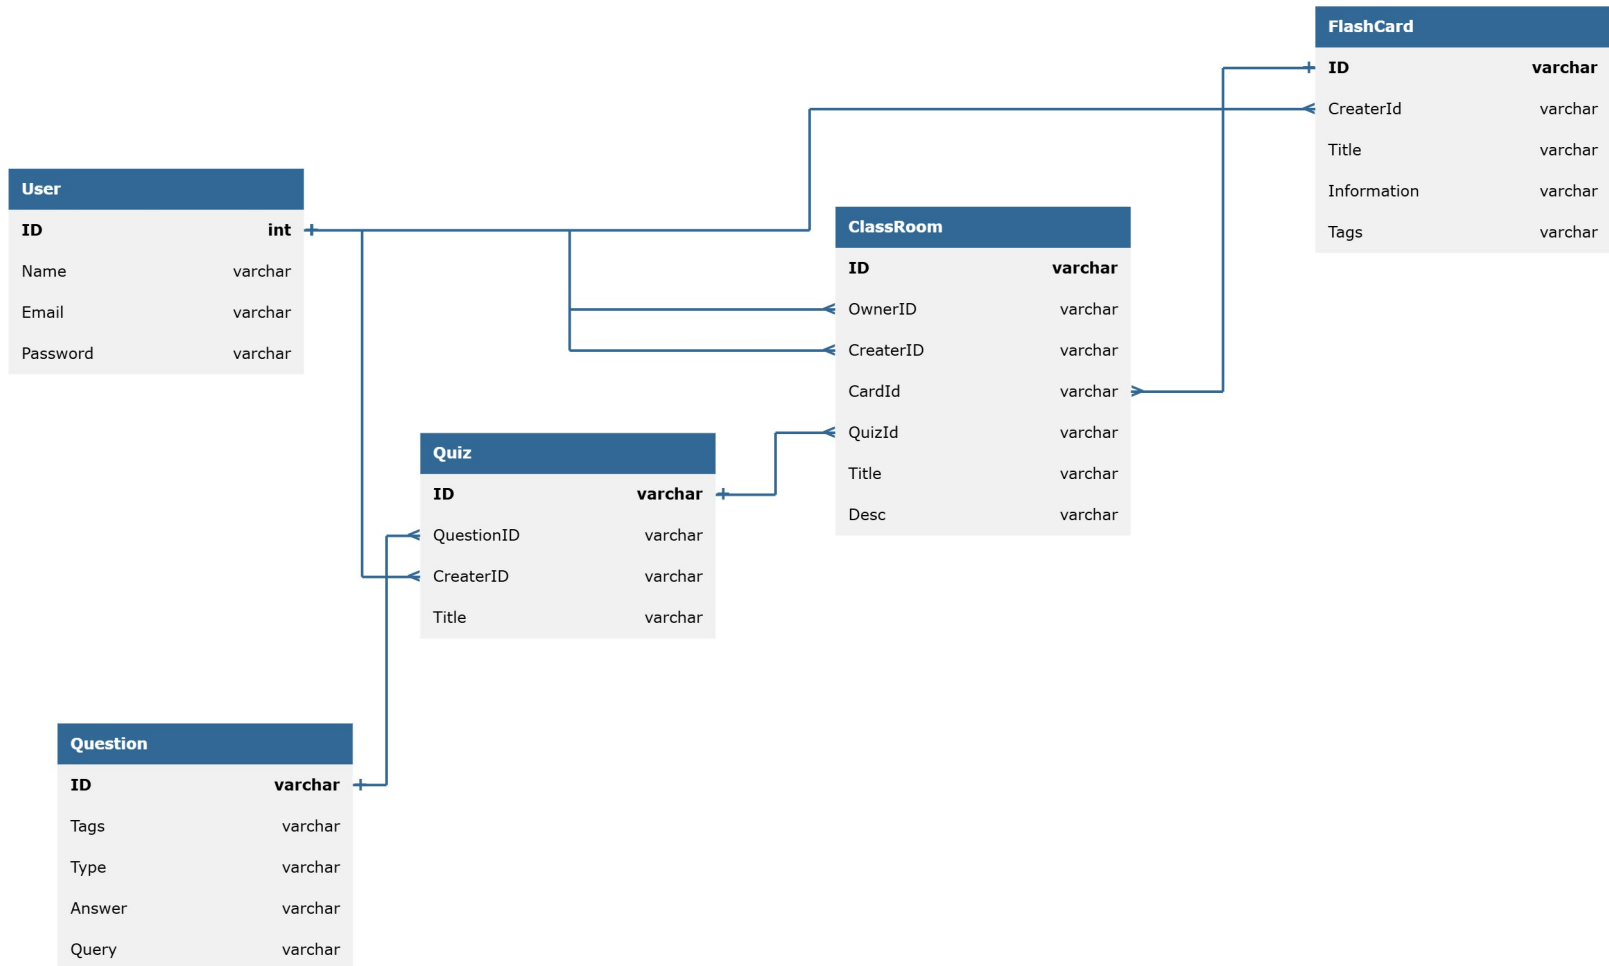 FlashCard
ID varchar
CreaterId varchar
Title varchar
Information varchar
Tags varchar
User
ID int
Name varchar
Email varchar
Password varchar
ClassRoom
ID varchar
OwnerID varchar
CreaterID varchar
CardId varchar
QuizId varchar
Title varchar
Desc varchar
Quiz
ID varchar
QuestionID varchar
CreaterID varchar
Title varchar
Question
ID varchar
Tags varchar
Type varchar
Answer varchar
Query varchar